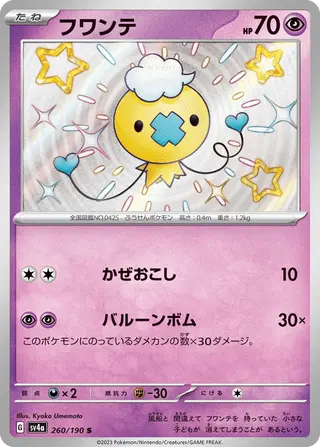 たね フワンテ HP 70
全国図鑑NO.0425 ふうせんポケモン 高さ:0.4m 重さ:1.2kg
かぜおこし 10
バルーンボム 30×
このポケモンにのっているダメカンの数×30ダメージ。
弱点 ×2 抵抗力 -30 にげる
Illus. Kyoko Umemoto
風船と 間違えて フワンテを 持っていた 小さな
子どもが 消えてしまうことが あるという。
G sv4a 260/190 S
©2023 Pokémon/Nintendo/Creatures/GAME FREAK.